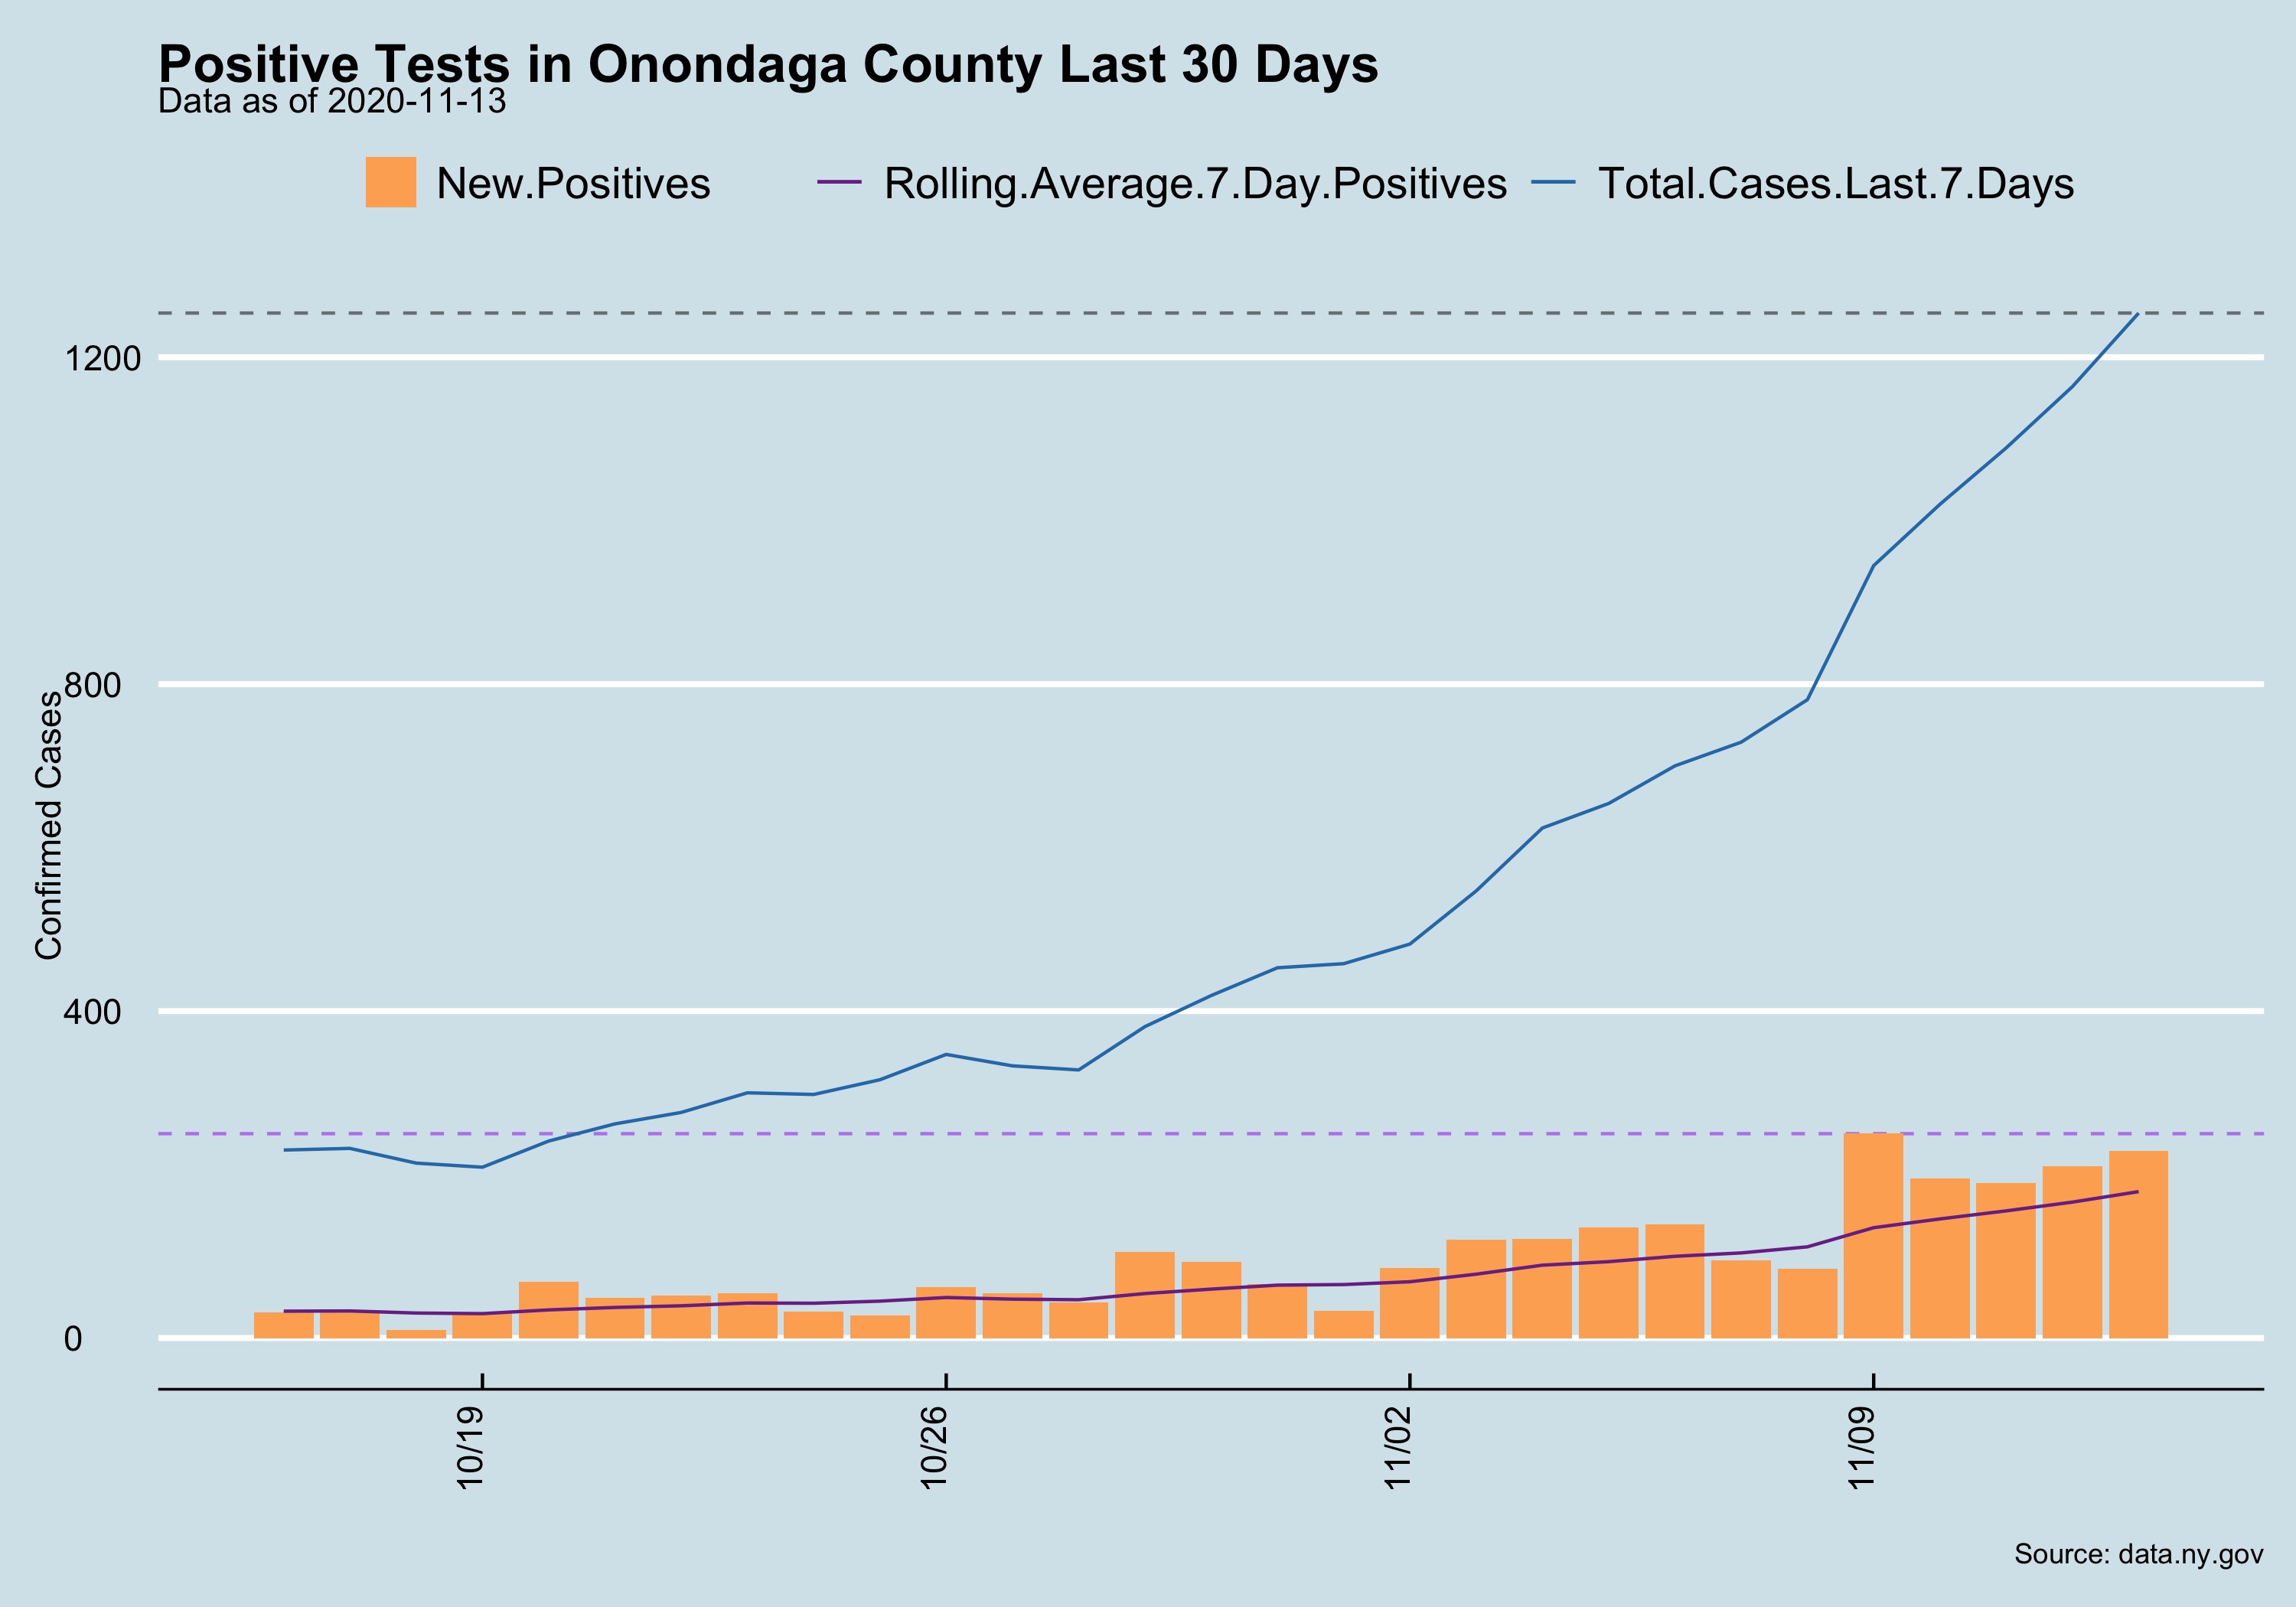 Positive Tests in Onondaga County Last 30 Days
Data as of 2020-11-13
New.Positives
Rolling.Average.7.Day.Positives
Total.Cases.Last.7.Days
Confirmed Cases
1200
800
400
0
10/19
10/26
11/02
11/09
Source: data.ny.gov